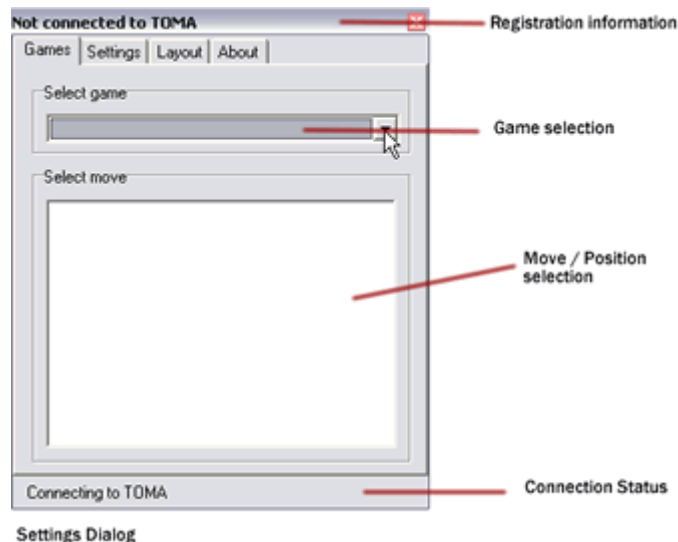 Not connected to TOMA
Registration information
Games Settings Layout About
Select game
Game selection
Select move
Move / Position
selection
Connecting to TOMA
Connection Status
Settings Dialog